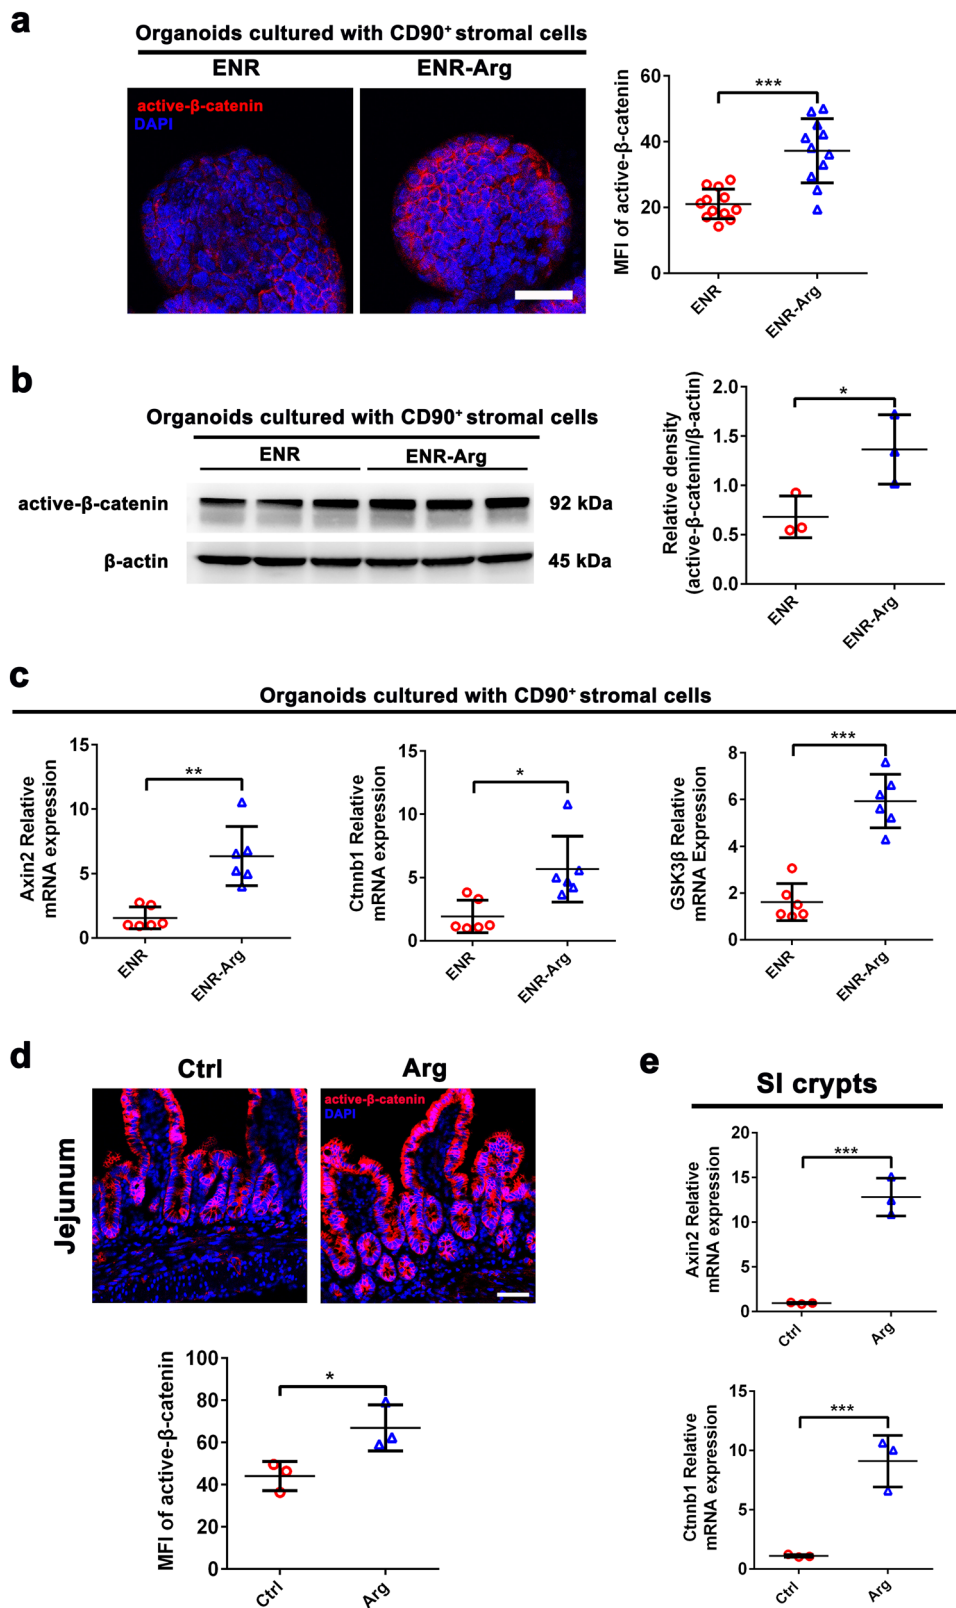 a
Organoids cultured with CD90⁺ stromal cells
ENR
ENR-Arg
active-β-catenin
DAPI
MFI of active-β-catenin
60
40
20
0
***
ENR
ENR-Arg
b
Organoids cultured with CD90⁺ stromal cells
ENR
ENR-Arg
active-β-catenin
92 kDa
β-actin
45 kDa
Relative density
(active-β-catenin/β-actin)
2.0
1.5
1.0
0.5
0.0
*
ENR
ENR-Arg
c
Organoids cultured with CD90⁺ stromal cells
Axin2 Relative
mRNA expression
15
10
5
0
**
ENR
ENR-Arg
Ctnnb1 Relative
mRNA expression
15
10
5
0
*
ENR
ENR-Arg
GSK3β Relative
mRNA Expression
8
6
4
2
0
***
ENR
ENR-Arg
d
Ctrl
Arg
Jejunum
active-β-catenin
DAPI
MFI of active-β-catenin
100
80
60
40
20
0
*
Ctrl
Arg
e
SI crypts
Axin2 Relative
mRNA expression
20
15
10
5
0
***
Ctrl
Arg
Ctnnb1 Relative
mRNA expression
15
10
5
0
***
Ctrl
Arg